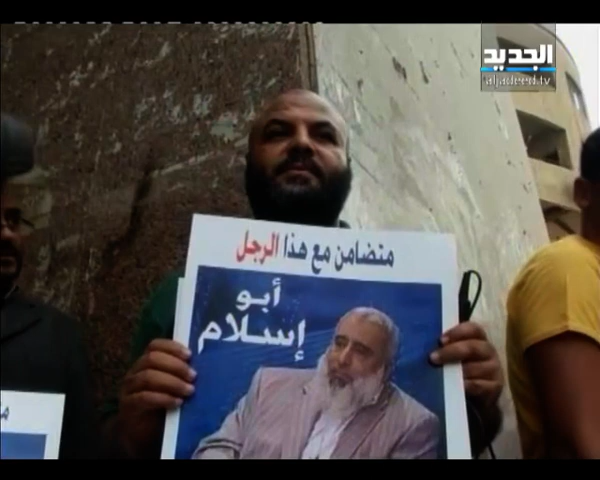 الجديد
aljadeed.tv
متضامن مع هذا الرجل
أبو
إسلام